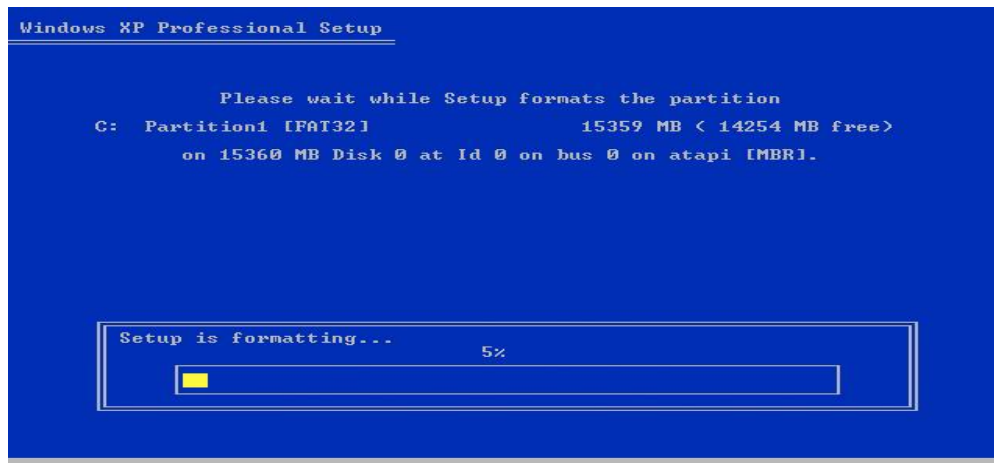 Windows XP Professional Setup
Please wait while Setup formats the partition
C: Partition1 [FAT32] 15359 MB ( 14254 MB free)
on 15360 MB Disk 0 at Id 0 on bus 0 on atapi [MBR].
Setup is formatting...
5%